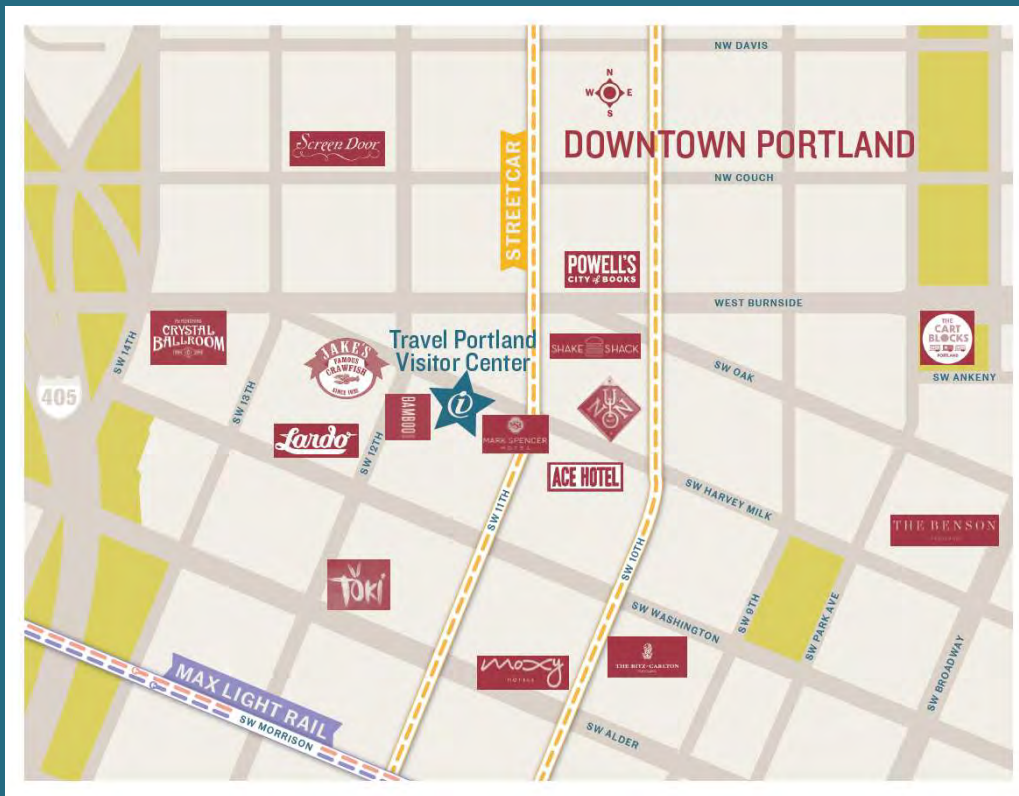 NW DAVIS
N
W E
S
DOWNTOWN PORTLAND
Screen Door
STREETCAR
NW COUCH
POWELL'S
CITY of BOOKS
WEST BURNSIDE
CRYSTAL
BALLROOM
SW 14TH
JAKE'S
FAMOUS
CRAWFISH
SINCE 1892
Travel Portland
Visitor Center
i
SHAKE SHACK
SW OAK
THE
CART
BLOCKS
PORTLAND
SW ANKENY
405
SW 13TH
Lardo
SW 12TH
BAMBOO
MARK SPENCER
HOTEL
UNION
ACE HOTEL
SW 11TH
SW 10TH
SW HARVEY MILK
THE BENSON
TOKI
SW WASHINGTON
SW 9TH
SW PARK AVE
SW BROADWAY
moxy
HOTELS
THE RITZ-CARLTON
SW ALDER
MAX LIGHT RAIL
SW MORRISON